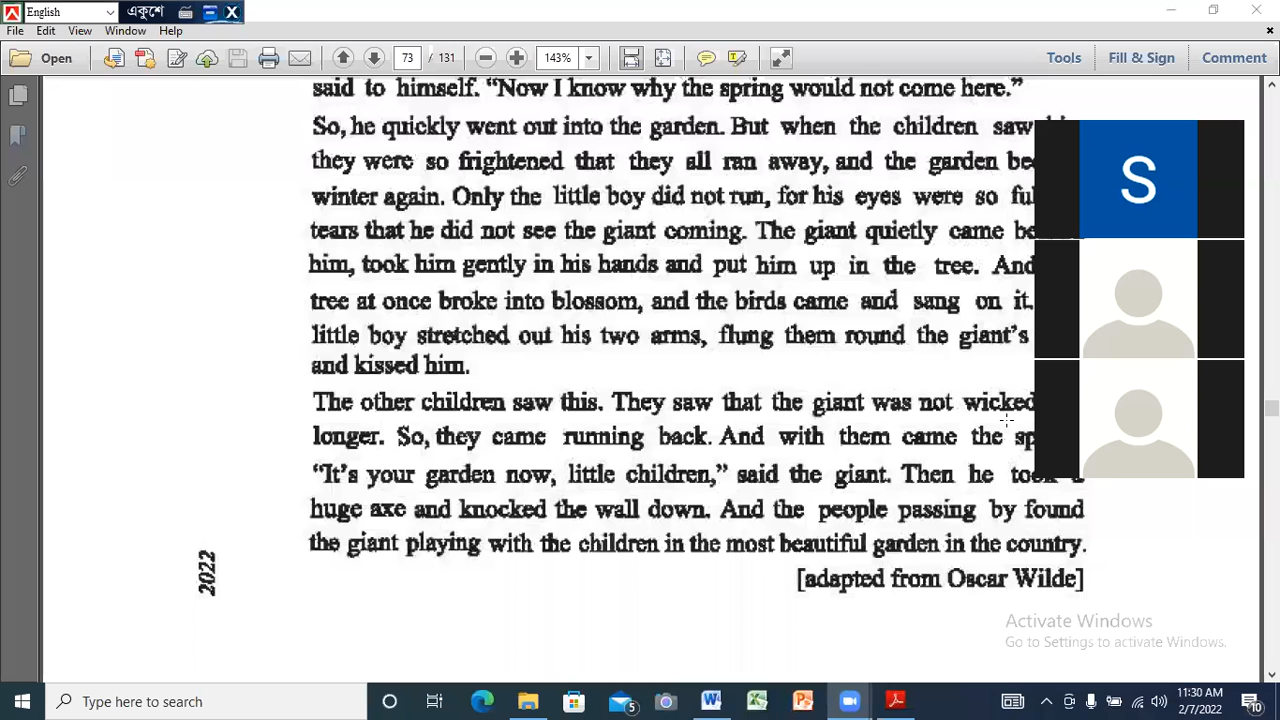 English
একুশে
File Edit View Window Help
Open
73 / 131
143%
Tools
Fill & Sign
Comment
said to himself. “Now I know why the spring would not come here.”
So, he quickly went out into the garden. But when the children saw
they were so frightened that they all ran away, and the garden
winter again. Only the little boy did not run, for his eyes were so
tears that he did not see the giant coming. The giant quietly came
him, took him gently in his hands and put him up in the tree. And
tree at once broke into blossom, and the birds came and sang on it.
little boy stretched out his two arms, flung them round the giant’s
and kissed him.
The other children saw this. They saw that the giant was not wicked
longer. So, they came running back. And with them came the
“It’s your garden now, little children,” said the giant. Then he took a
huge axe and knocked the wall down. And the people passing by found
the giant playing with the children in the most beautiful garden in the country.
[adapted from Oscar Wilde]
2022
S
Activate Windows
Go to Settings to activate Windows.
Type here to search
5
11:30 AM
2/7/2022
10